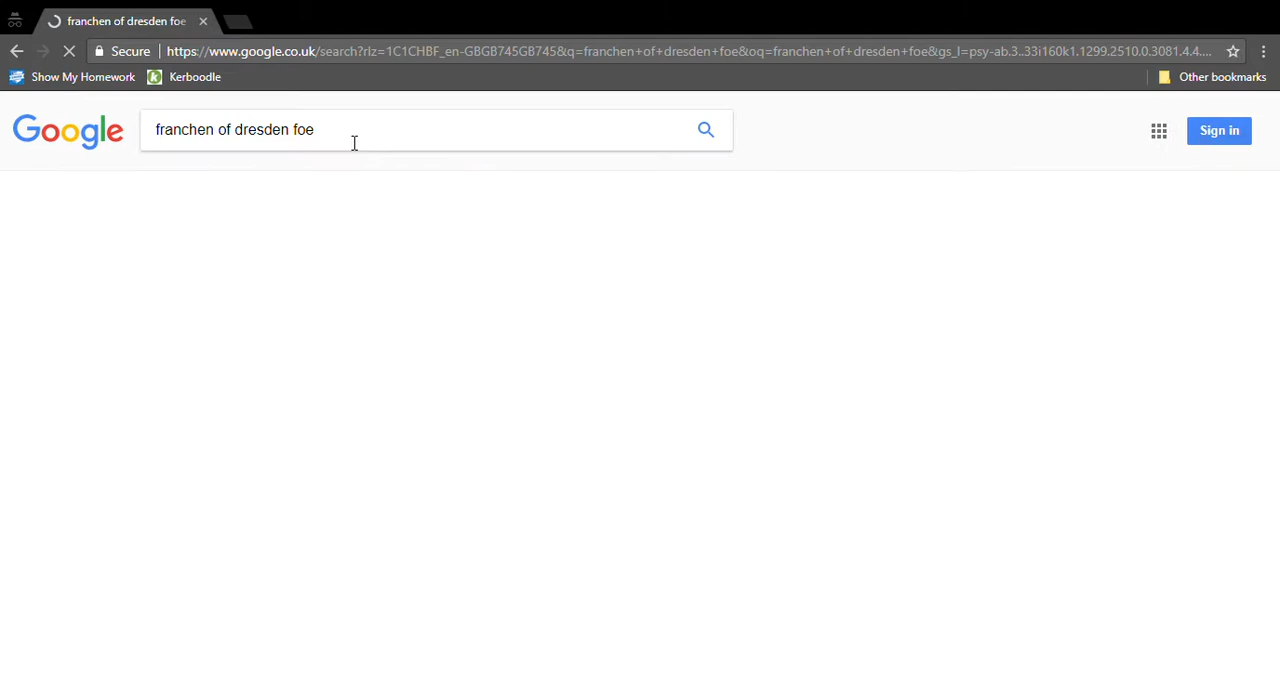 franchen of dresden foe
Secure https://www.google.co.uk/search?rlz=1C1CHBF_en-GBGB745GB745&q=franchen+of+dresden+foe&oq=franchen+of+dresden+foe&gs_l=psy-ab.3..33i160k1.1299.2510.0.3081.4.4....
Show My Homework Kerboodle Other bookmarks
Google franchen of dresden foe Sign in